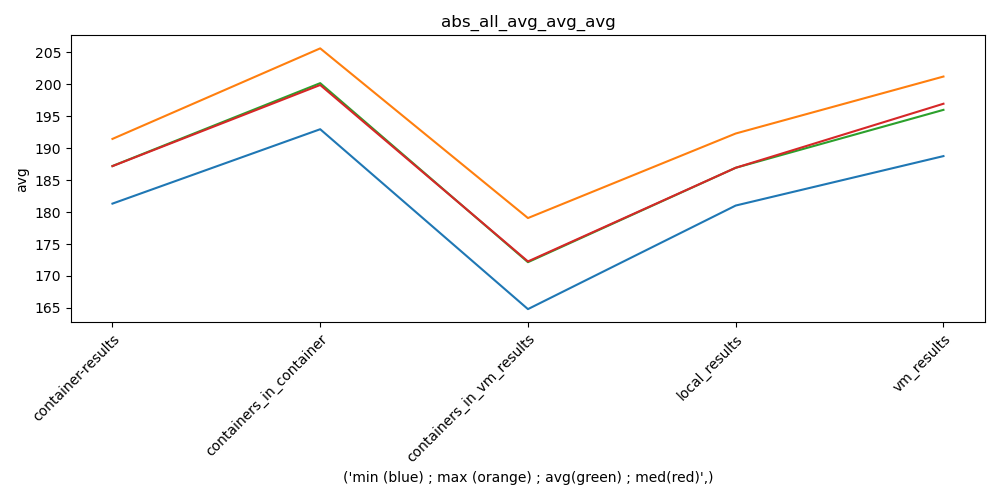 abs_all_avg_avg_avg
avg
205
200
195
190
185
180
175
170
165
container-results
containers_in_container
containers_in_vm_results
local_results
vm_results
('min (blue) ; max (orange) ; avg(green) ; med(red)',)